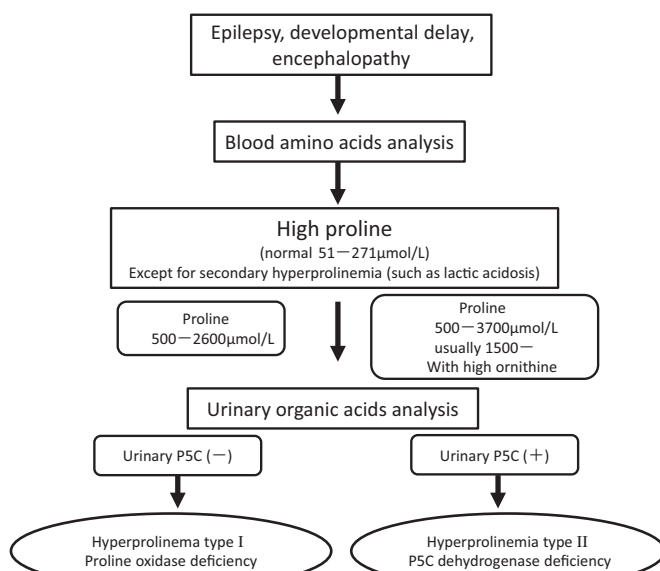 Epilepsy, developmental delay,
encephalopathy
Blood amino acids analysis
High proline
(normal 51－271μmol/L)
Except for secondary hyperprolinemia (such as lactic acidosis)
Proline
500－2600μmol/L
Proline
500－3700μmol/L
usually 1500－
With high ornithine
Urinary organic acids analysis
Urinary P5C (－)
Urinary P5C (＋)
Hyperprolinema type I
Proline oxidase deficiency
Hyperprolinemia type II
P5C dehydrogenase deficiency